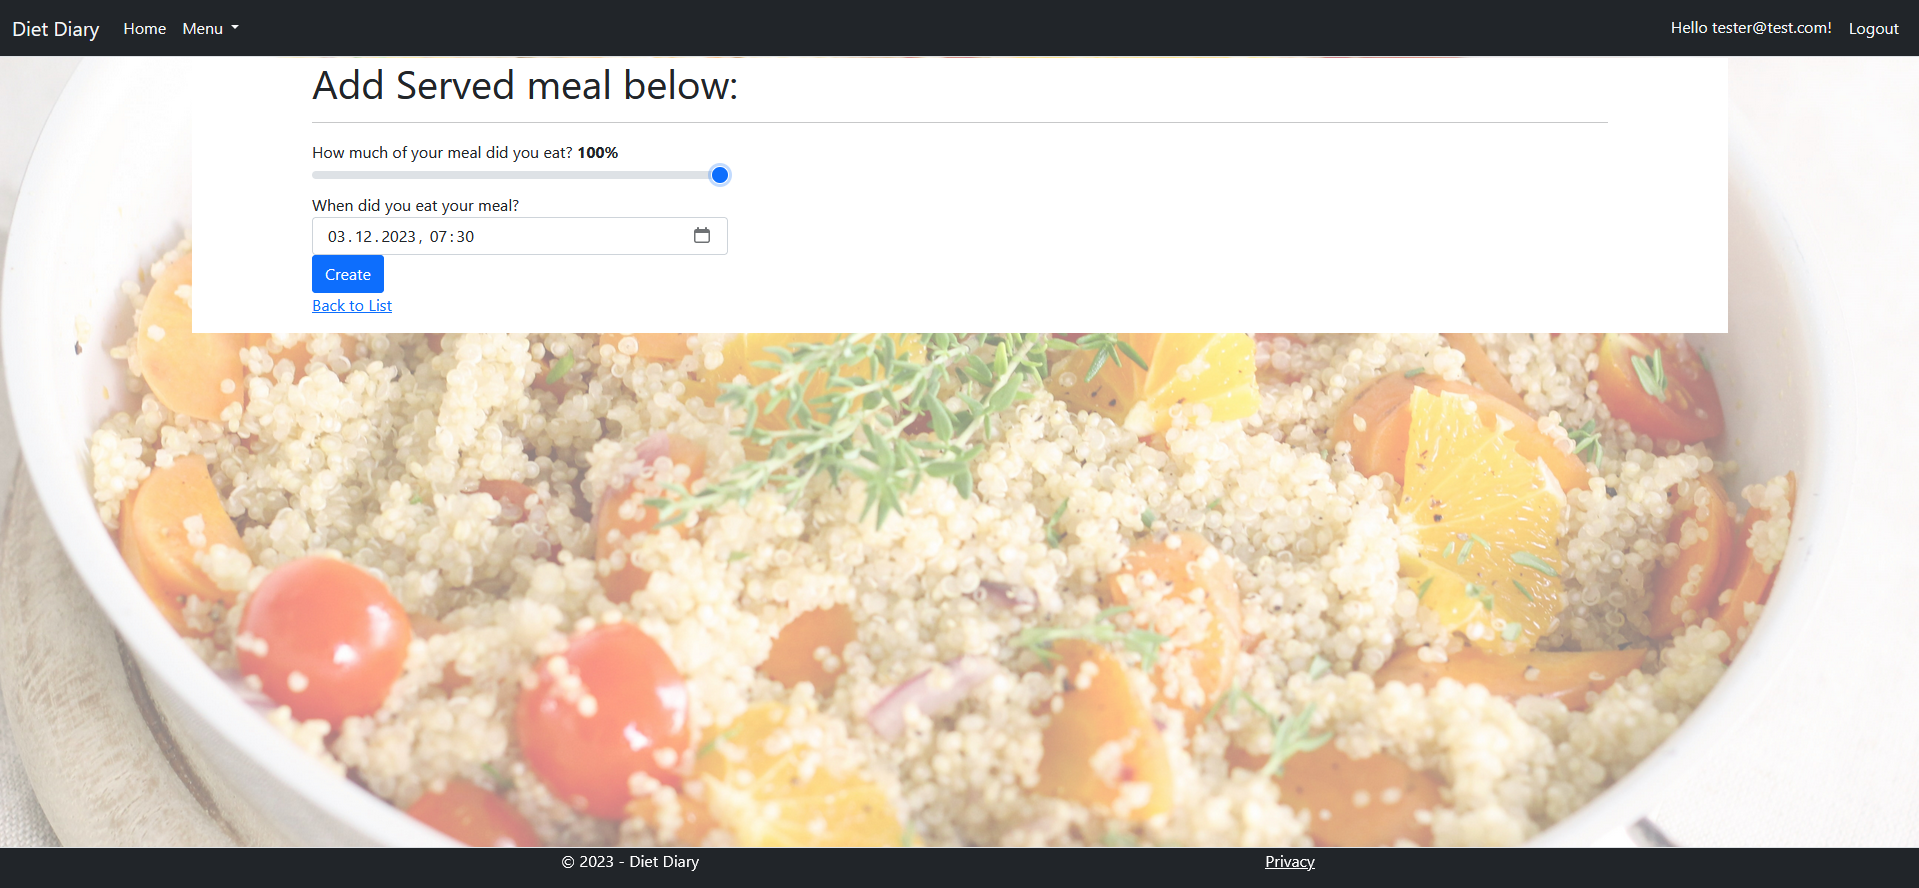 Diet Diary Home Menu Hello tester@test.com! Logout
Add Served meal below:
How much of your meal did you eat? 100%
When did you eat your meal?
03.12.2023, 07:30
Create
Back to List
© 2023 - Diet Diary Privacy